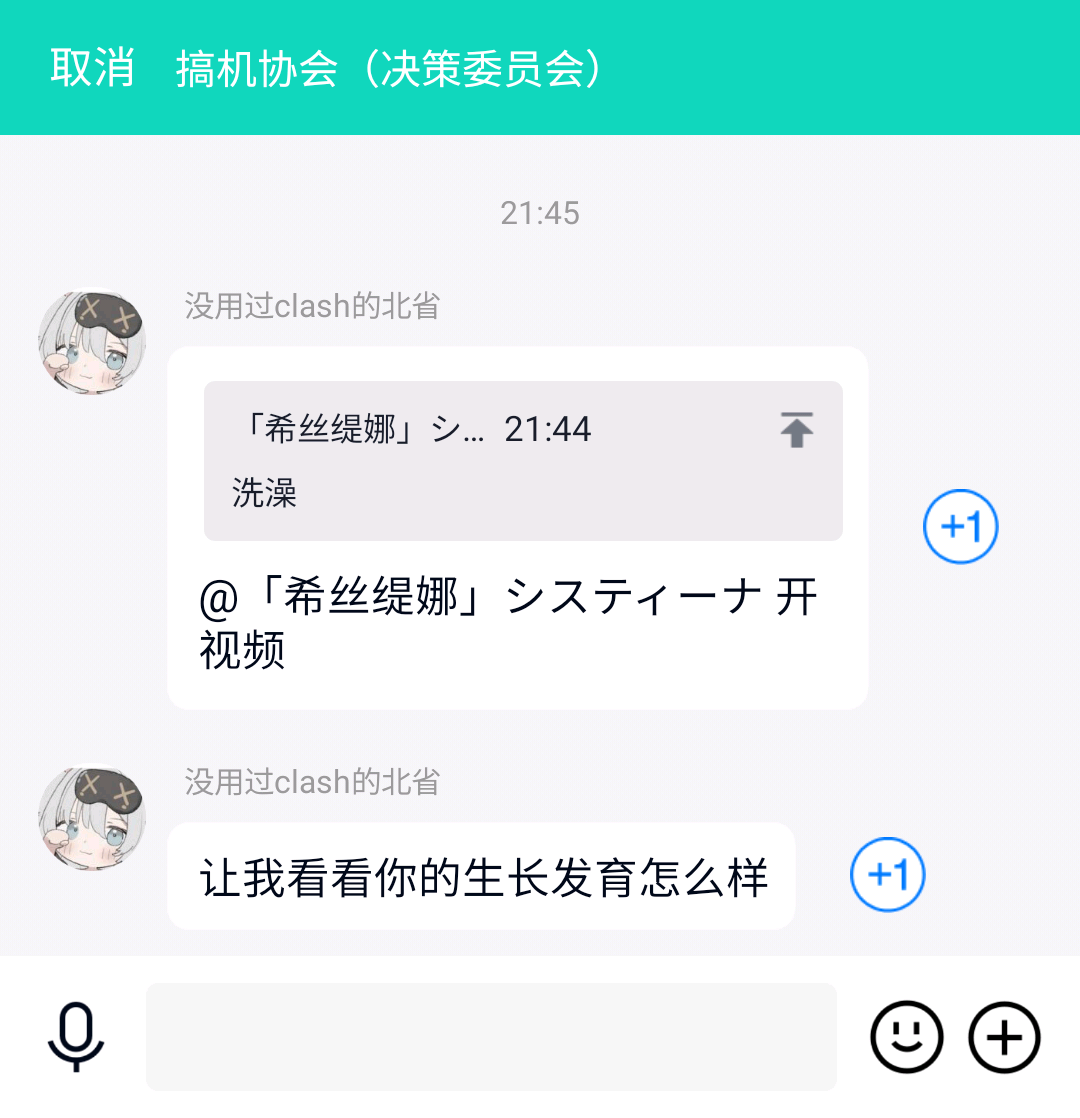 取消 搞机协会（决策委员会）
21:45
没用过clash的北省
「希丝缇娜」シ... 21:44
洗澡
@「希丝缇娜」システィーナ 开
视频
+1
没用过clash的北省
让我看看你的生长发育怎么样
+1